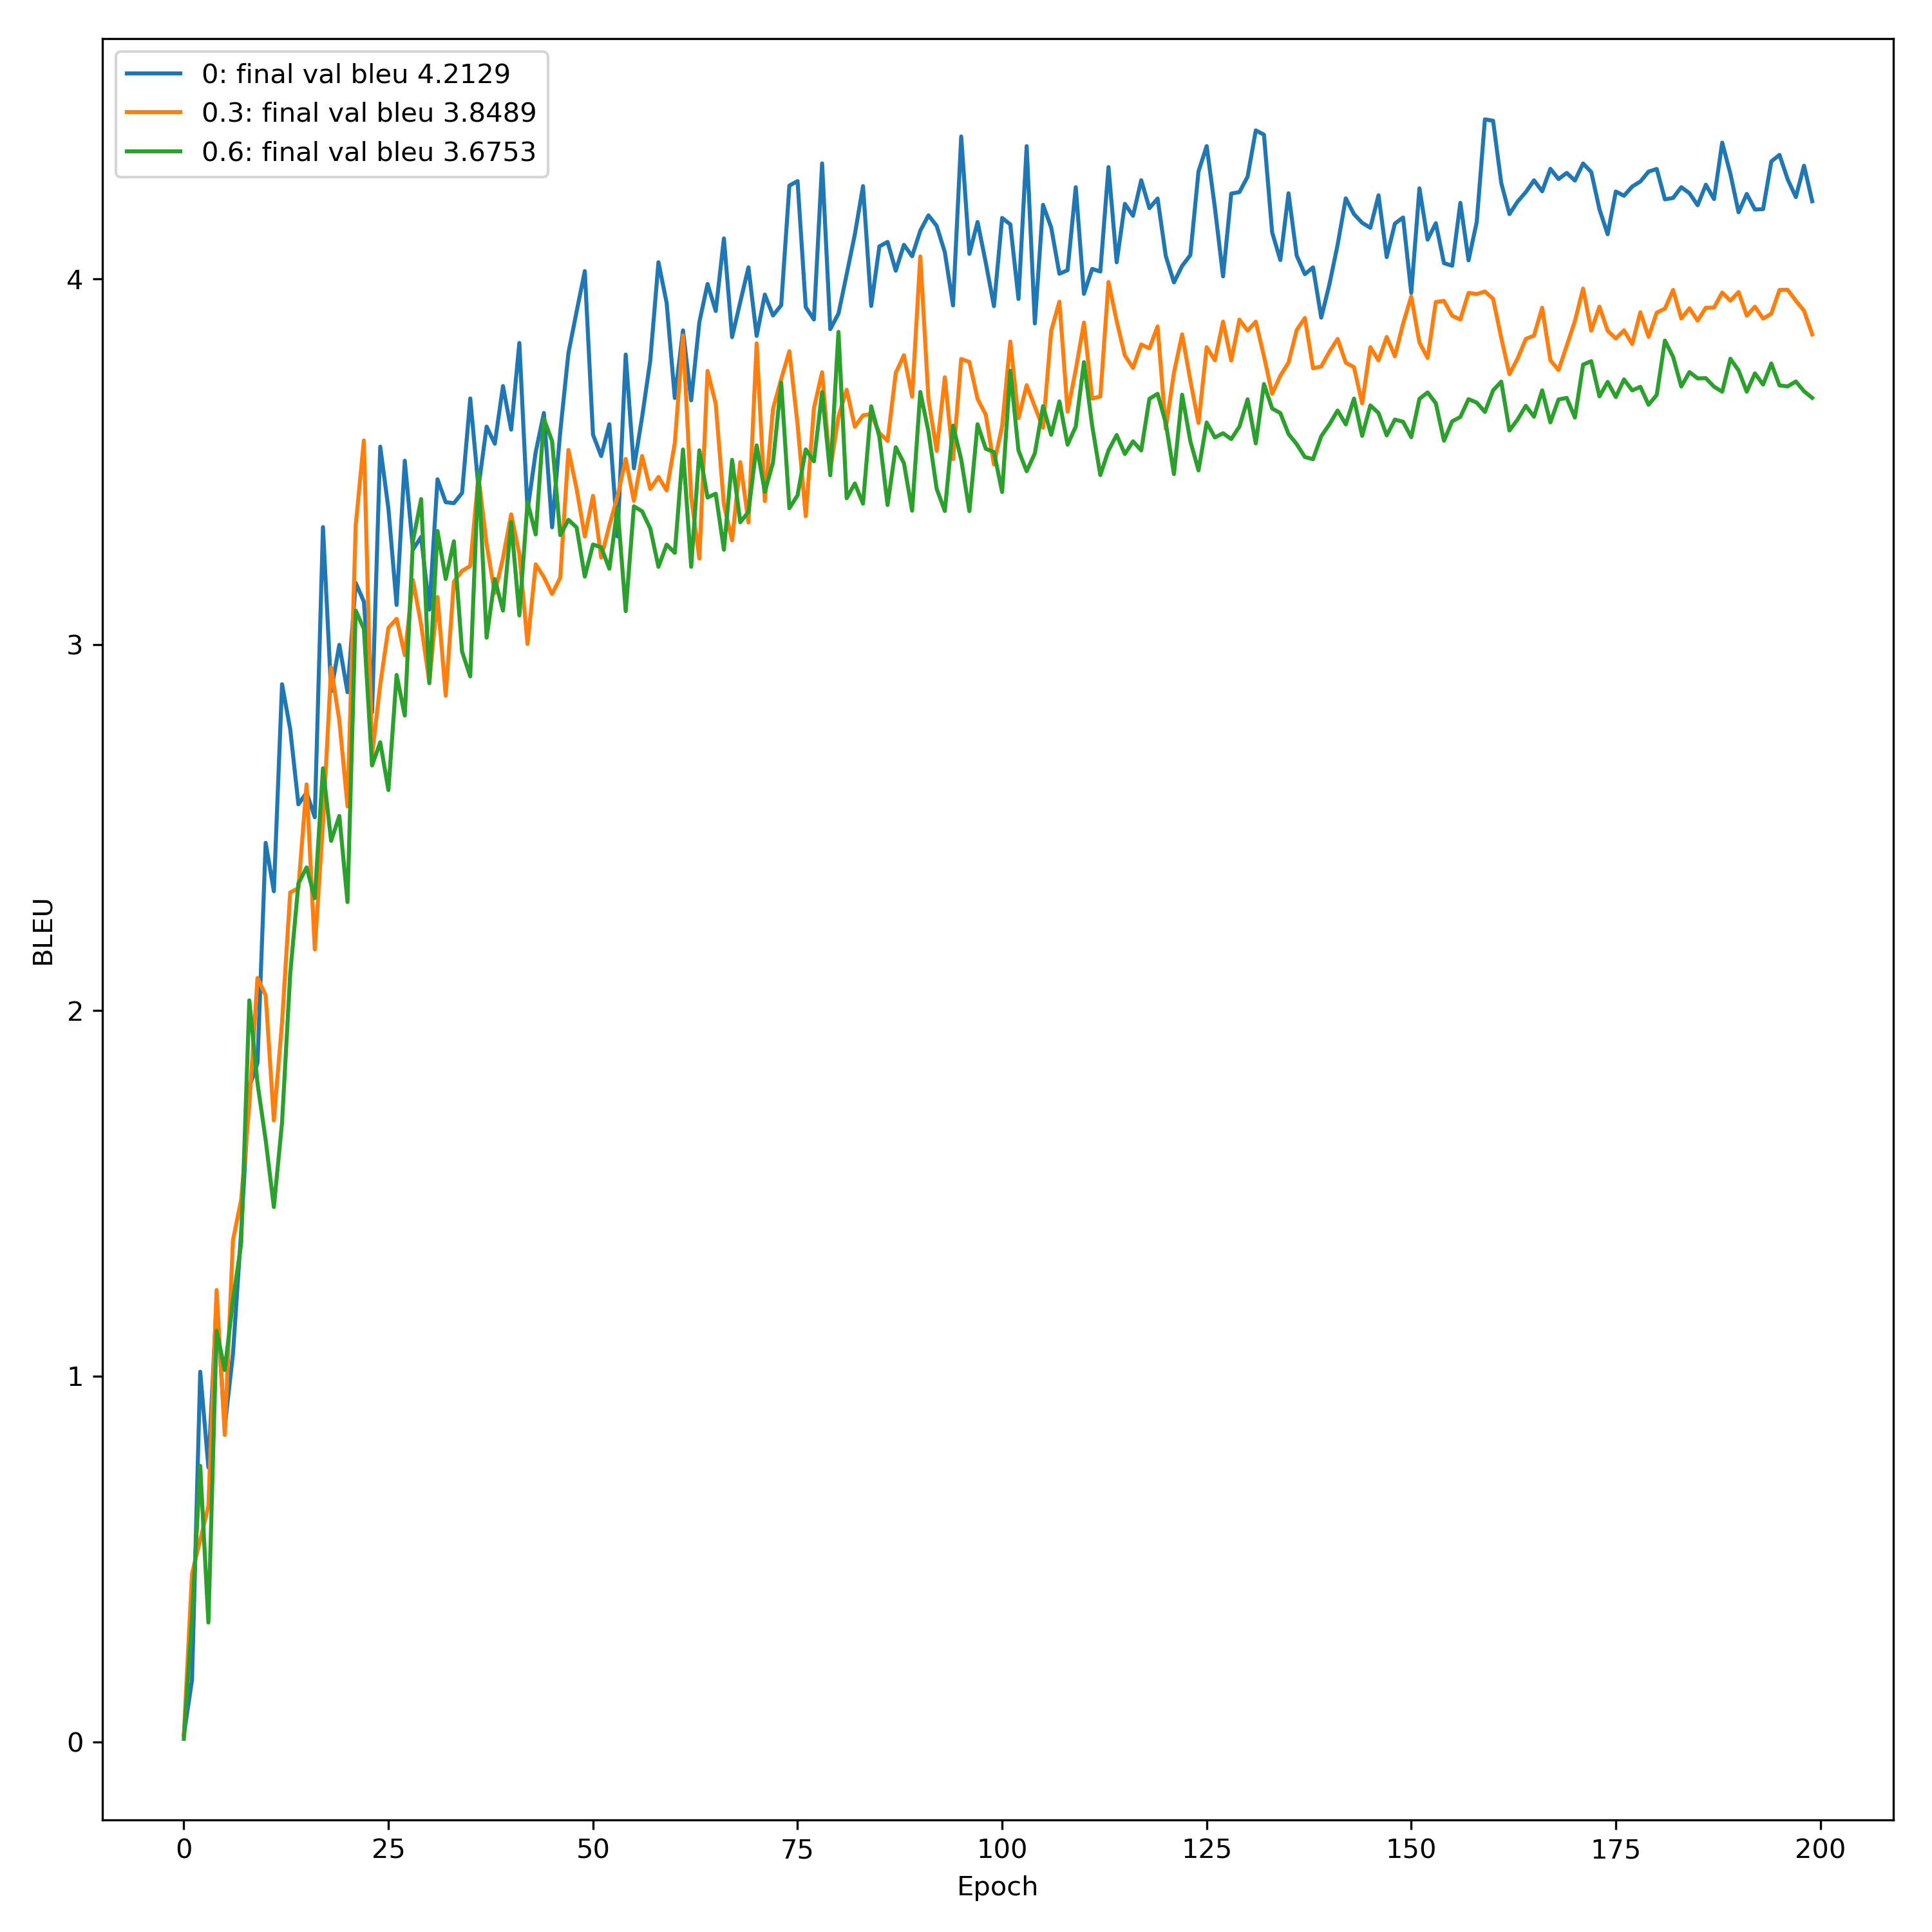 0: final val bleu 4.2129
0.3: final val bleu 3.8489
0.6: final val bleu 3.6753
4
3
2
1
0
BLEU
0 25 50 75 100 125 150 175 200
Epoch